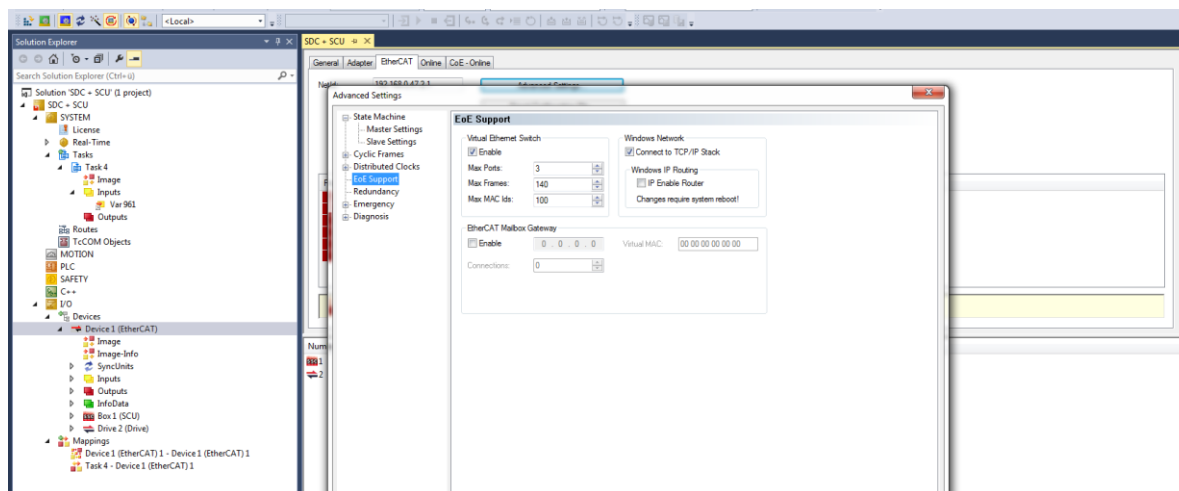 <Local>
Solution Explorer
Search Solution Explorer (Ctrl+ü)
Solution 'SDC + SCU' (1 project)
SDC + SCU
SYSTEM
License
Real-Time
Tasks
Task 4
Image
Inputs
Var 961
Outputs
Routes
TcCOM Objects
MOTION
PLC
SAFETY
C++
I/O
Devices
Device 1 (EtherCAT)
Image
Image-Info
SyncUnits
Inputs
Outputs
InfoData
Box 1 (SCU)
Drive 2 (Drive)
Mappings
Device 1 (EtherCAT) 1 - Device 1 (EtherCAT) 1
Task 4 - Device 1 (EtherCAT) 1
SDC + SCU
General Adapter EtherCAT Online CoE - Online
Advanced Settings
State Machine
Master Settings
Slave Settings
Cyclic Frames
Distributed Clocks
EoE Support
Redundancy
Emergency
Diagnosis
EoE Support
Virtual Ethernet Switch
Enable
Max Ports: 3
Max Frames: 140
Max MAC Ids: 100
Windows Network
Connect to TCP/IP Stack
Windows IP Routing
IP Enable Router
Changes require system reboot!
EtherCAT Mailbox Gateway
Enable 0 . 0 . 0 . 0 Virtual MAC: 00 00 00 00 00 00
Connections: 0
Num
1
2